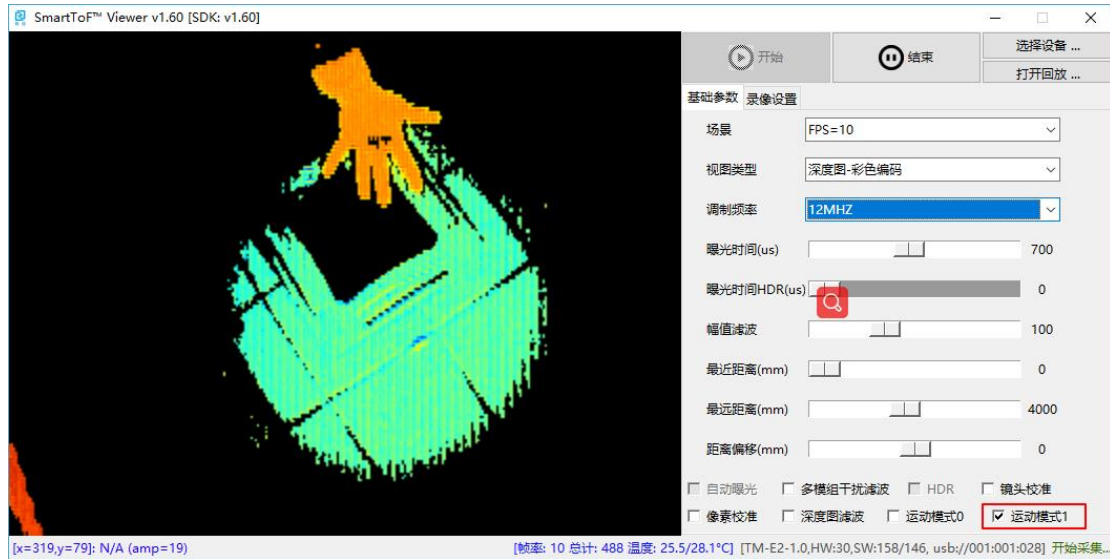 SmartToF™ Viewer v1.60 [SDK: v1.60]
开始
结束
选择设备 ...
打开回放 ...
基础参数 录像设置
场景 FPS=10
视图类型 深度图-彩色编码
调制频率 12MHZ
曝光时间(us) 700
曝光时间HDR(us) 0
幅值滤波 100
最近距离(mm) 0
最远距离(mm) 4000
距离偏移(mm) 0
自动曝光 多模组干扰滤波 HDR 镜头校准
像素校准 深度图滤波 运动模式0 运动模式1
[x=319,y=79]: N/A (amp=19) [帧率: 10 总计: 488 温度: 25.5/28.1°C] [TM-E2-1.0,HW:30,SW:158/146, usb://001:001:028] 开始采集...